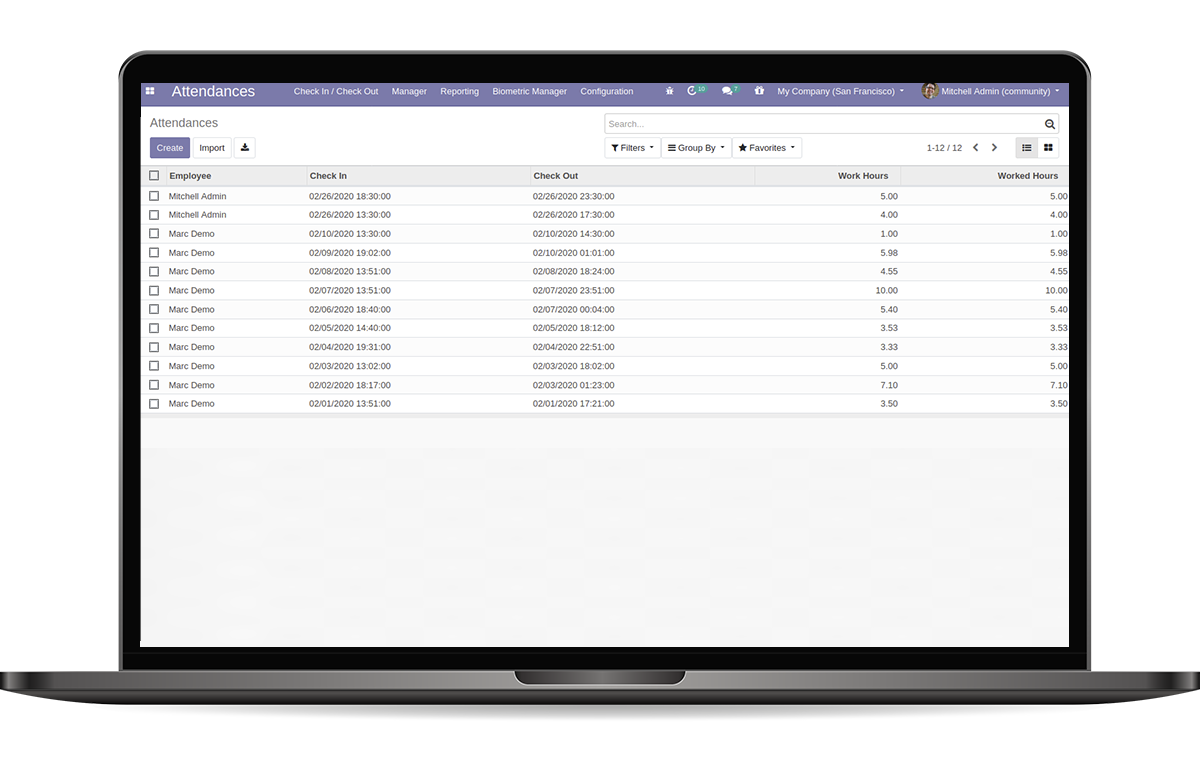 Attendances Check In / Check Out Manager Reporting Biometric Manager Configuration 10 7 My Company (San Francisco) Mitchell Admin (community)
Attendances Search...
Create Import Filters Group By Favorites 1-12 / 12
Employee Check In Check Out Work Hours Worked Hours
Mitchell Admin 02/26/2020 18:30:00 02/26/2020 23:30:00 5.00 5.00
Mitchell Admin 02/26/2020 13:30:00 02/26/2020 17:30:00 4.00 4.00
Marc Demo 02/10/2020 13:30:00 02/10/2020 14:30:00 1.00 1.00
Marc Demo 02/09/2020 19:02:00 02/10/2020 01:01:00 5.98 5.98
Marc Demo 02/08/2020 13:51:00 02/08/2020 18:24:00 4.55 4.55
Marc Demo 02/07/2020 13:51:00 02/07/2020 23:51:00 10.00 10.00
Marc Demo 02/06/2020 18:40:00 02/07/2020 00:04:00 5.40 5.40
Marc Demo 02/05/2020 14:40:00 02/05/2020 18:12:00 3.53 3.53
Marc Demo 02/04/2020 19:31:00 02/04/2020 22:51:00 3.33 3.33
Marc Demo 02/03/2020 13:02:00 02/03/2020 18:02:00 5.00 5.00
Marc Demo 02/02/2020 18:17:00 02/03/2020 01:23:00 7.10 7.10
Marc Demo 02/01/2020 13:51:00 02/01/2020 17:21:00 3.50 3.50